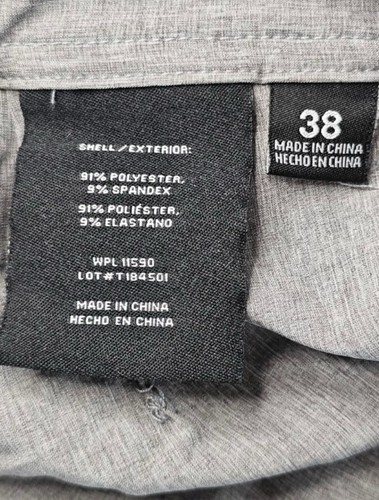 SHELL/EXTERIOR:
91% POLYESTER,
9% SPANDEX
91% POLIÉSTER,
9% ELASTANO
WPL 11590
LOT#T184501
MADE IN CHINA
HECHO EN CHINA
38
MADE IN CHINA
HECHO EN CHINA